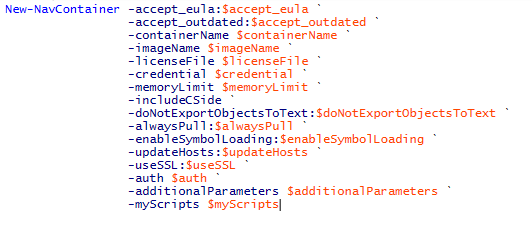 New-NavContainer -accept_eula:$accept_eula `
-accept_outdated:$accept_outdated `
-containerName $containerName `
-imageName $imageName `
-licenseFile $licenseFile `
-credential $credential `
-memoryLimit $memoryLimit `
-includeCSide `
-doNotExportObjectsToText:$doNotExportObjectsToText `
-alwaysPull:$alwaysPull `
-enableSymbolLoading:$enableSymbolLoading `
-updateHosts:$updateHosts `
-useSSL:$useSSL `
-auth $auth `
-additionalParameters $additionalParameters `
-myScripts $myScripts